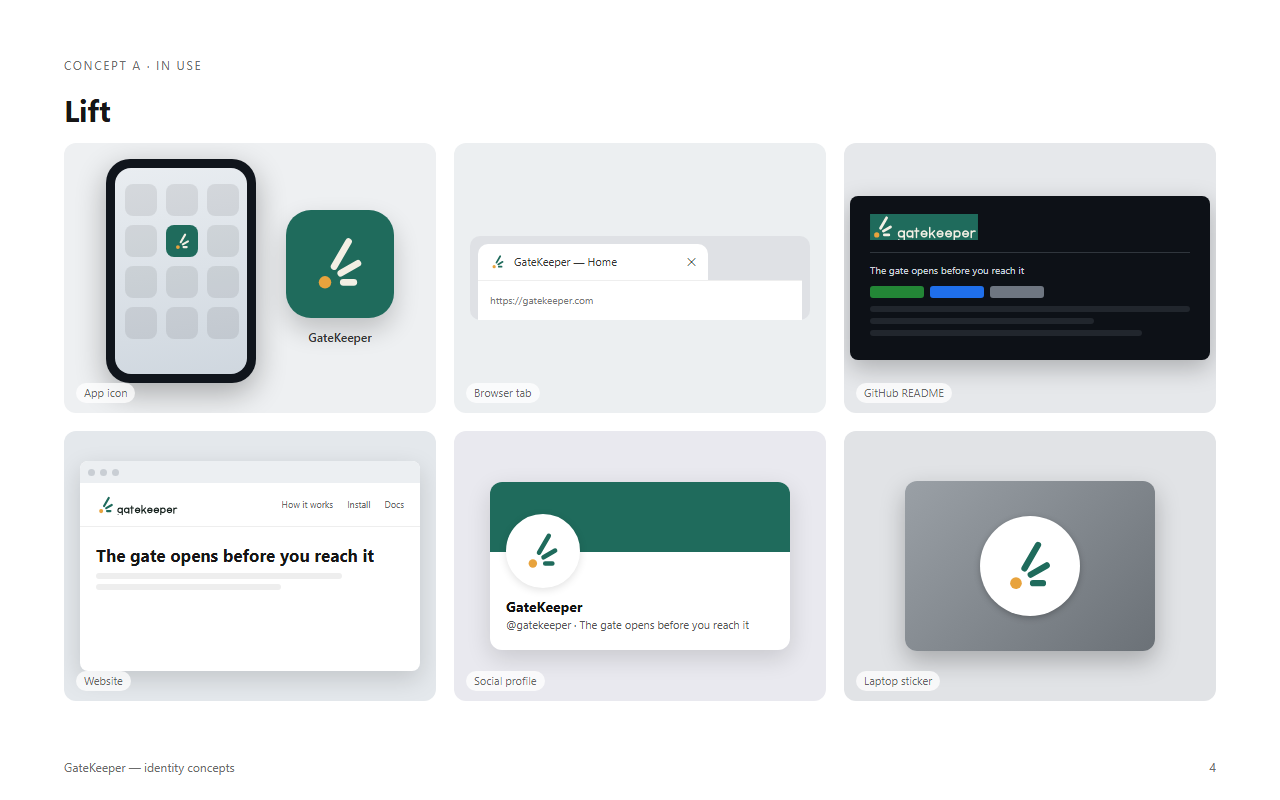 CONCEPT A · IN USE
Lift
GateKeeper
App icon
GateKeeper — Home
https://gatekeeper.com
Browser tab
gatekeeper
The gate opens before you reach it
GitHub README
gatekeeper
How it works Install Docs
The gate opens before you reach it
Website
GateKeeper
@gatekeeper · The gate opens before you reach it
Social profile
Laptop sticker
GateKeeper — identity concepts
4